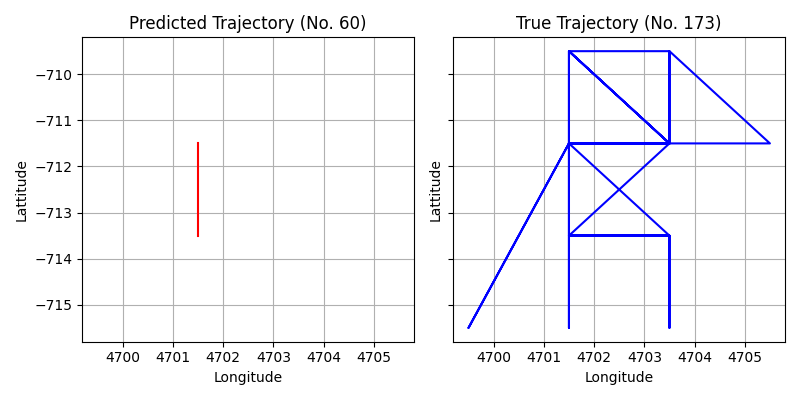 Predicted Trajectory (No. 60)
True Trajectory (No. 173)
−710
−711
−712
−713
−714
−715
Lattitude
Lattitude
4700 4701 4702 4703 4704 4705
4700 4701 4702 4703 4704 4705
Longitude
Longitude